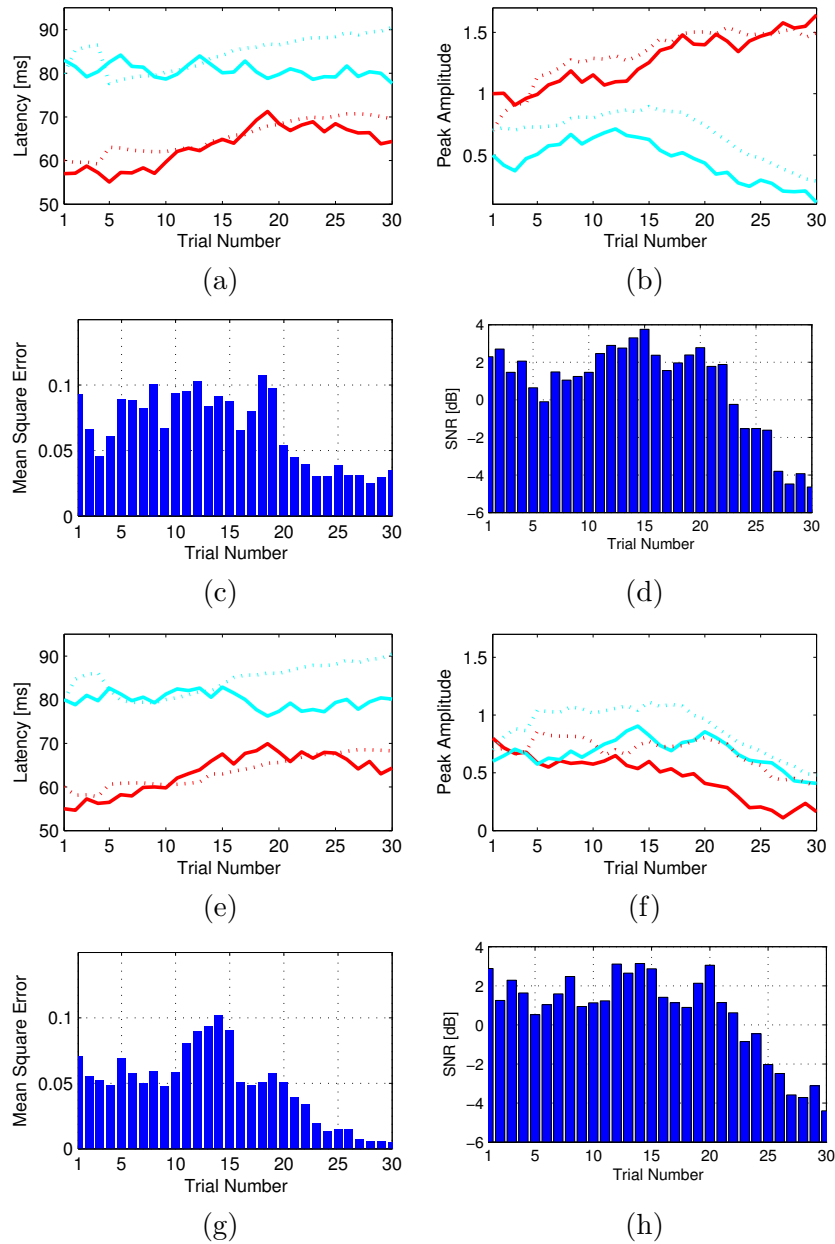 90
80
70
60
50
Latency [ms]
1 5 10 15 20 25 30
Trial Number
(a)
1.5
1
0.5
Peak Amplitude
1 5 10 15 20 25 30
Trial Number
(b)
0.1
0.05
0
Mean Square Error
1 5 10 15 20 25 30
Trial Number
(c)
4
2
0
−2
−4
−6
SNR [dB]
1 5 10 15 20 25 30
Trial Number
(d)
90
80
70
60
50
Latency [ms]
1 5 10 15 20 25 30
Trial Number
(e)
1.5
1
0.5
0
Peak Amplitude
1 5 10 15 20 25 30
Trial Number
(f)
0.1
0.05
0
Mean Square Error
1 5 10 15 20 25 30
Trial Number
(g)
4
2
0
−2
−4
−6
SNR [dB]
1 5 10 15 20 25 30
Trial Number
(h)